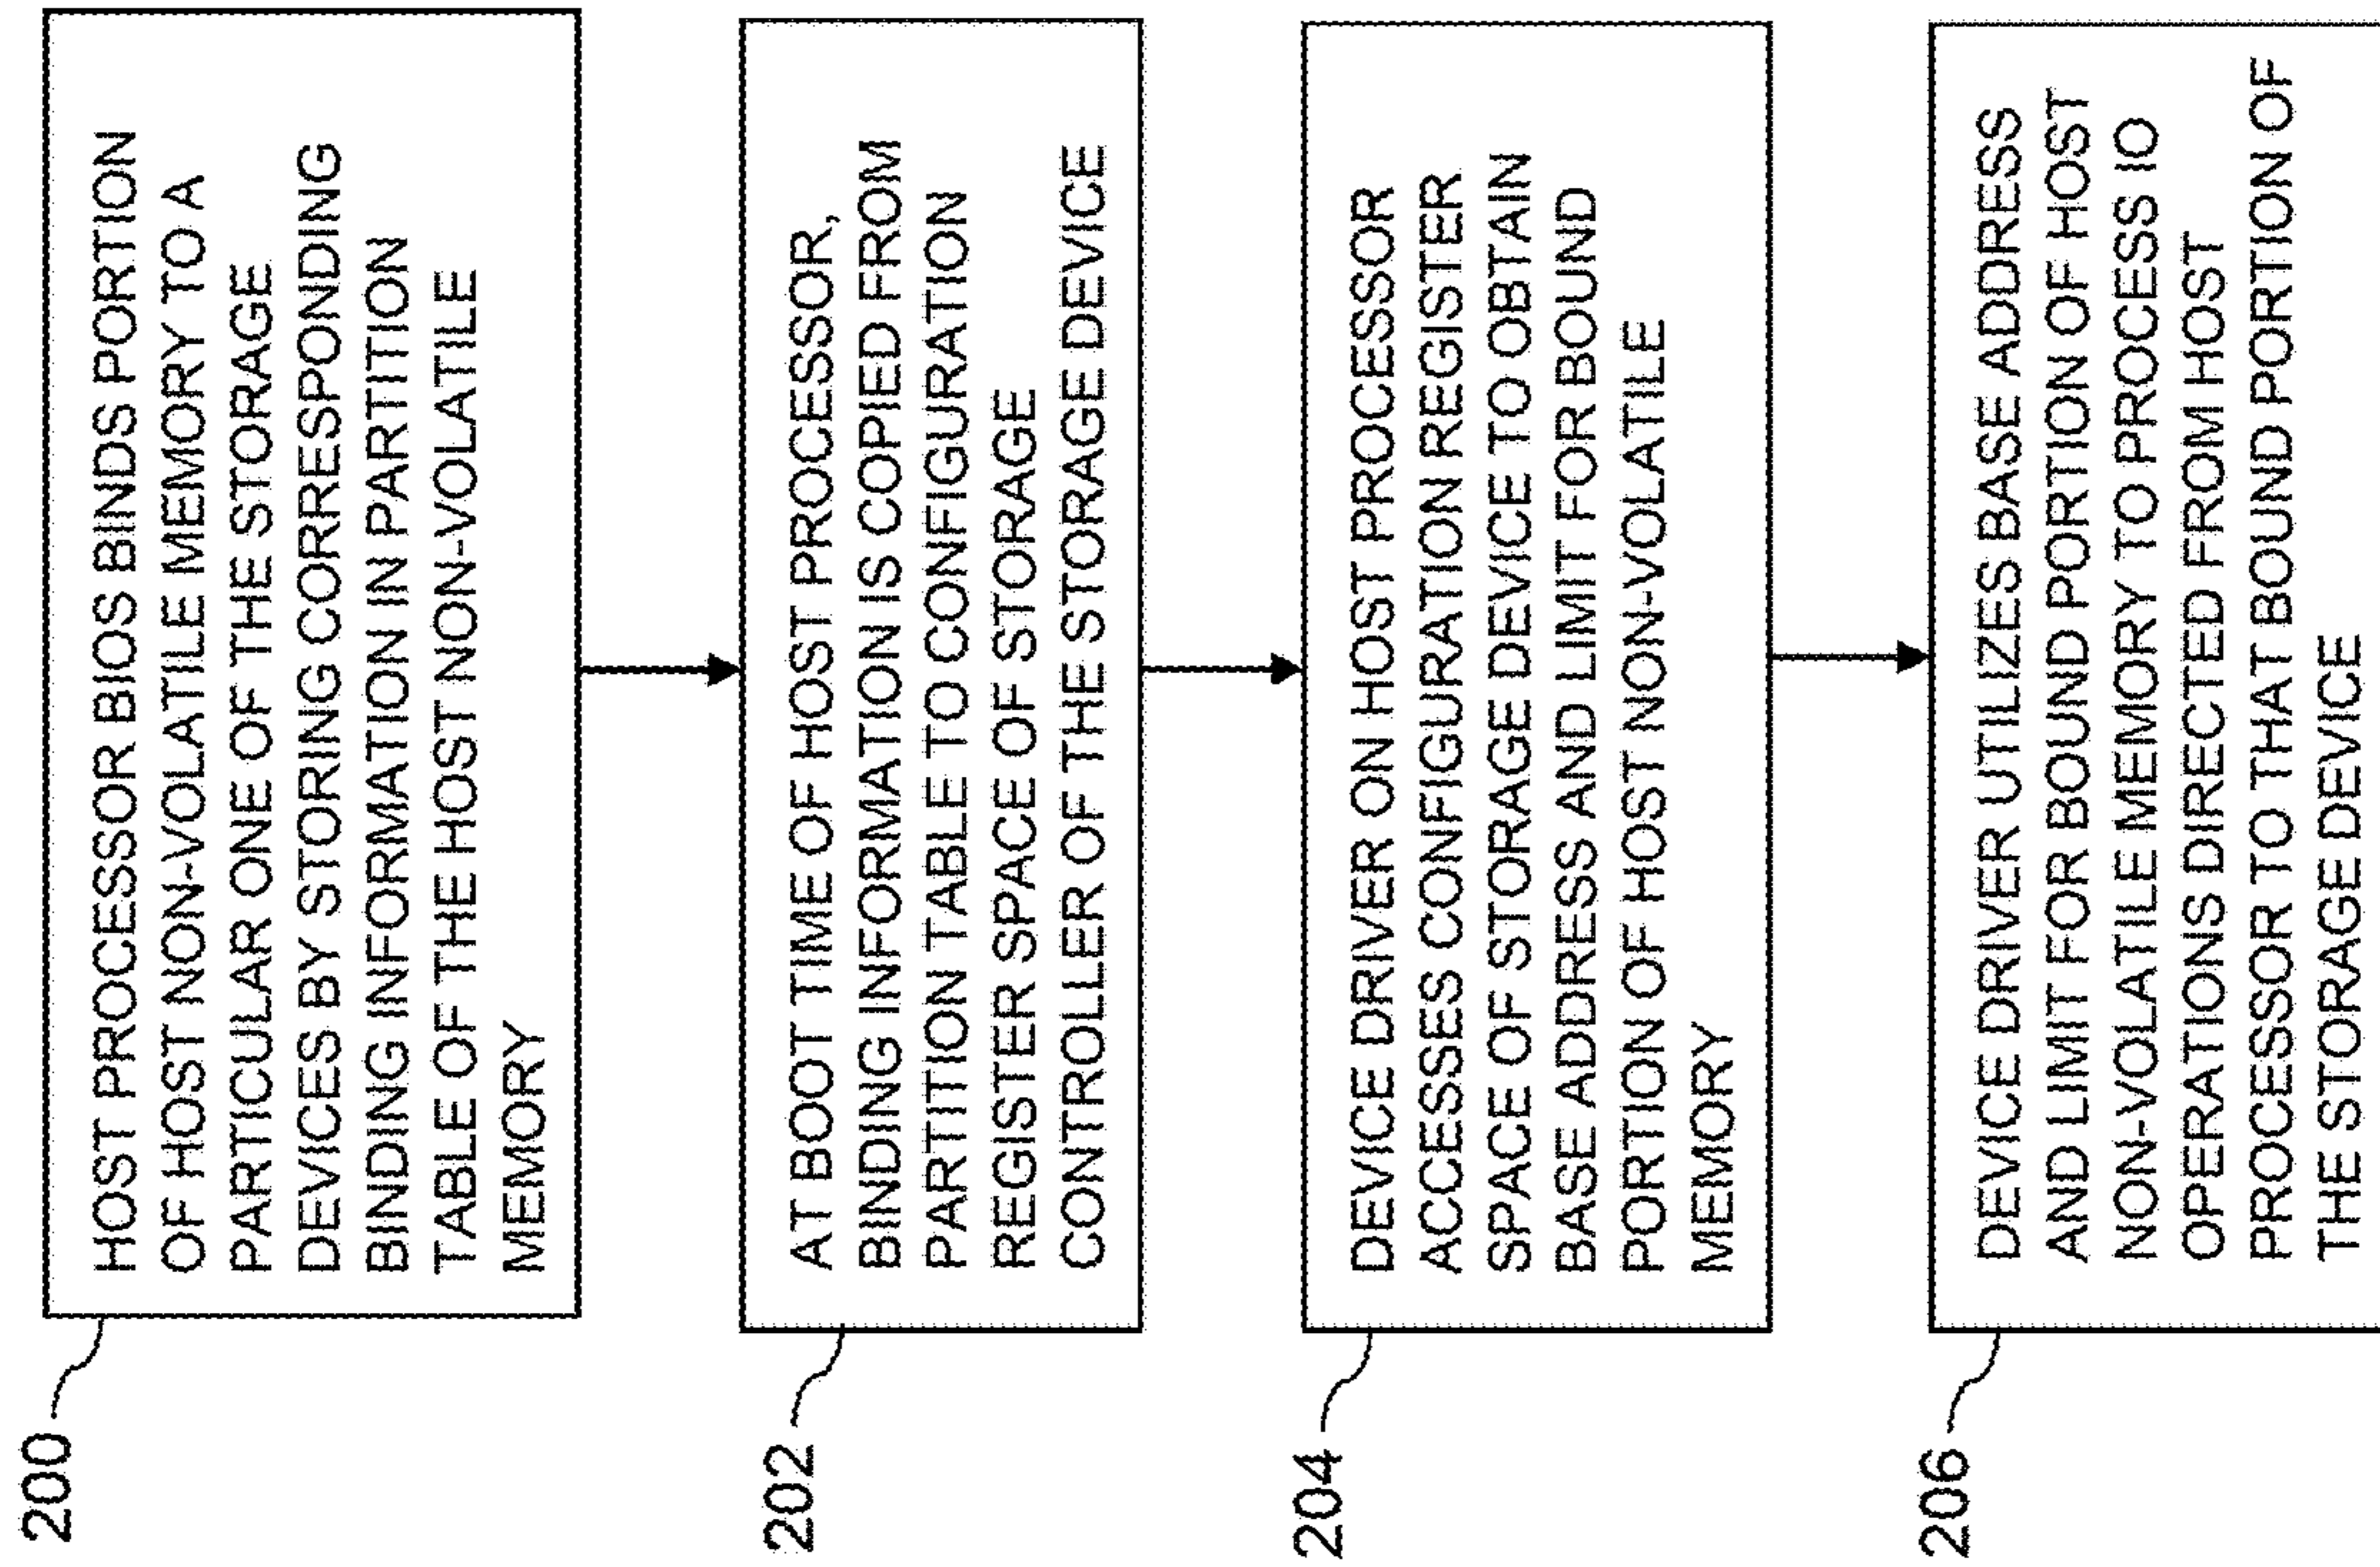 200
HOST PROCESSOR BIOS BINDS PORTION
OF HOST NON-VOLATILE MEMORY TO A
PARTICULAR ONE OF THE STORAGE
DEVICES BY STORING CORRESPONDING
BINDING INFORMATION IN PARTITION
TABLE OF THE HOST NON-VOLATILE
MEMORY
202
AT BOOT TIME OF HOST PROCESSOR,
BINDING INFORMATION IS COPIED FROM
PARTITION TABLE TO CONFIGURATION
REGISTER SPACE OF STORAGE
CONTROLLER OF THE STORAGE DEVICE
204
DEVICE DRIVER ON HOST PROCESSOR
ACCESSES CONFIGURATION REGISTER
SPACE OF STORAGE DEVICE TO OBTAIN
BASE ADDRESS AND LIMIT FOR BOUND
PORTION OF HOST NON-VOLATILE
MEMORY
206
DEVICE DRIVER UTILIZES BASE ADDRESS
AND LIMIT FOR BOUND PORTION OF HOST
NON-VOLATILE MEMORY TO PROCESS IO
OPERATIONS DIRECTED FROM HOST
PROCESSOR TO THAT BOUND PORTION OF
THE STORAGE DEVICE